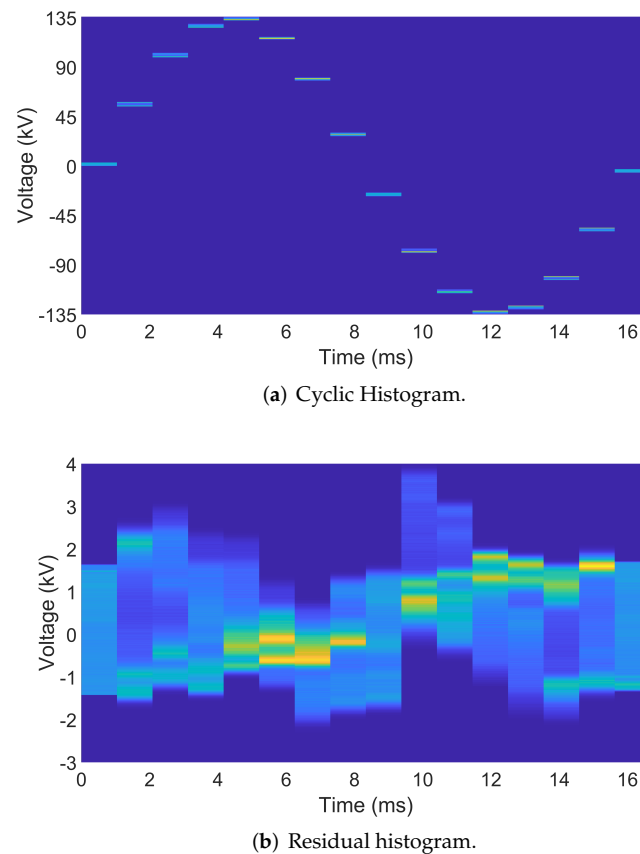 135
90
45
0
-45
-90
-135
Voltage (kV)
0 2 4 6 8 10 12 14 16
Time (ms)
(a) Cyclic Histogram.
4
3
2
1
0
-1
-2
-3
Voltage (kV)
0 2 4 6 8 10 12 14 16
Time (ms)
(b) Residual histogram.